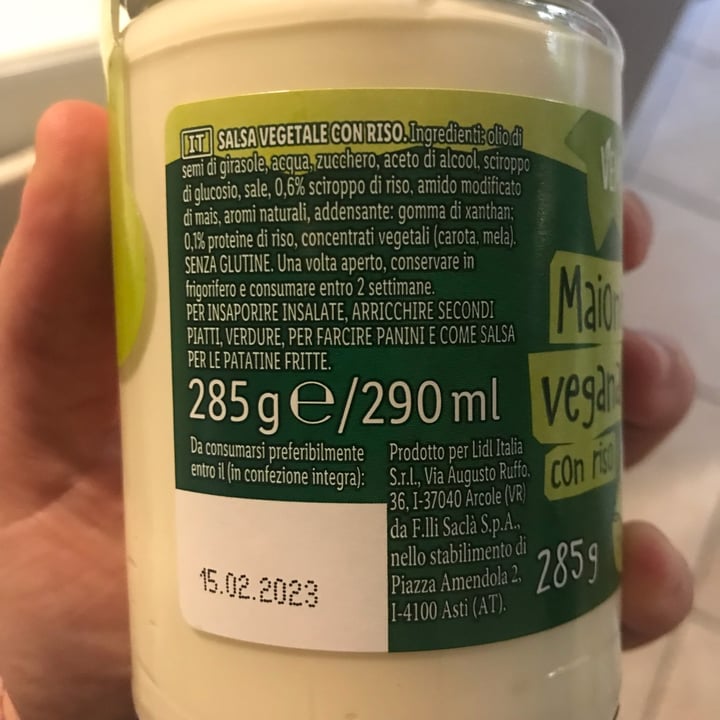 IT SALSA VEGETALE CON RISO. Ingredienti: olio di
semi di girasole, acqua, zucchero, aceto di alcool, sciroppo
di glucosio, sale, 0,6% sciroppo di riso, amido modificato
di mais, aromi naturali, addensante: gomma di xanthan;
0,1% proteine di riso, concentrati vegetali (carota, mela).
SENZA GLUTINE. Una volta aperto, conservare in
frigorifero e consumare entro 2 settimane.
PER INSAPORIRE INSALATE, ARRICCHIRE SECONDI
PIATTI, VERDURE, PER FARCIRE PANINI E COME SALSA
PER LE PATATINE FRITTE.
285 g ℮/290 ml
Da consumarsi preferibilmente
entro il (in confezione integra):
15.02.2023
Prodotto per Lidl Italia
S.r.l., Via Augusto Ruffo,
36, I-37040 Arcole (VR)
da F.lli Saclà S.p.A.,
nello stabilimento di
Piazza Amendola 2,
I-4100 Asti (AT).
vegana
con riso
285g